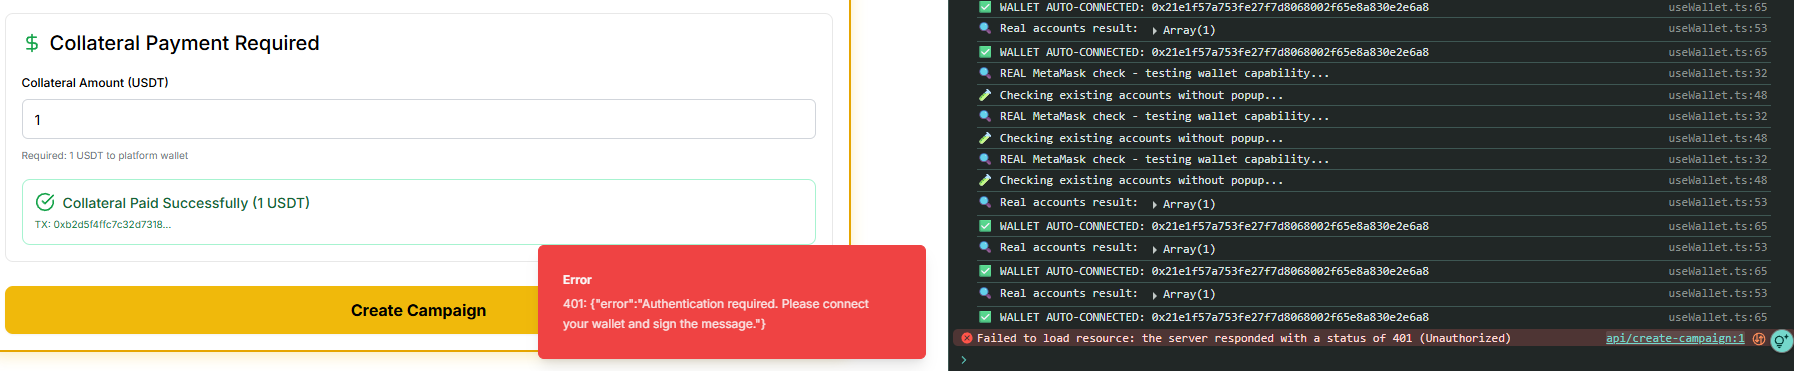 Collateral Payment Required
Collateral Amount (USDT)
1
Required: 1 USDT to platform wallet
Collateral Paid Successfully (1 USDT)
TX: 0xb2d5f4ffc7c32d7318...
Create Campaign
Error
401: {"error":"Authentication required. Please connect
your wallet and sign the message."}
WALLET AUTO-CONNECTED: 0x21e1f57a753fe27f7d8068002f65e8a830e2e6a8 useWallet.ts:65
Real accounts result: Array(1) useWallet.ts:53
WALLET AUTO-CONNECTED: 0x21e1f57a753fe27f7d8068002f65e8a830e2e6a8 useWallet.ts:65
REAL MetaMask check - testing wallet capability... useWallet.ts:32
Checking existing accounts without popup... useWallet.ts:48
REAL MetaMask check - testing wallet capability... useWallet.ts:32
Checking existing accounts without popup... useWallet.ts:48
REAL MetaMask check - testing wallet capability... useWallet.ts:32
Checking existing accounts without popup... useWallet.ts:48
Real accounts result: Array(1) useWallet.ts:53
WALLET AUTO-CONNECTED: 0x21e1f57a753fe27f7d8068002f65e8a830e2e6a8 useWallet.ts:65
Real accounts result: Array(1) useWallet.ts:53
WALLET AUTO-CONNECTED: 0x21e1f57a753fe27f7d8068002f65e8a830e2e6a8 useWallet.ts:65
Real accounts result: Array(1) useWallet.ts:53
WALLET AUTO-CONNECTED: 0x21e1f57a753fe27f7d8068002f65e8a830e2e6a8 useWallet.ts:65
Failed to load resource: the server responded with a status of 401 (Unauthorized) api/create-campaign:1